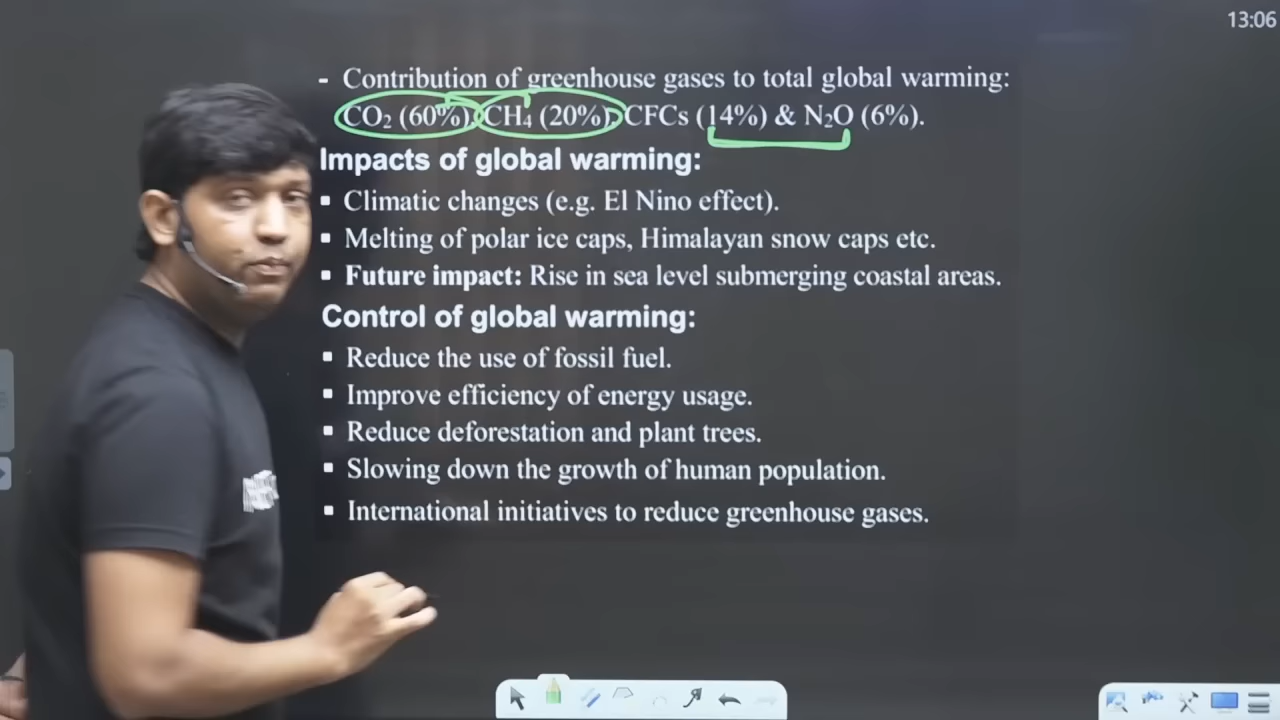 13:06
- Contribution of greenhouse gases to total global warming:
CO₂ (60%), CH₄ (20%), CFCs (14%) & N₂O (6%).
Impacts of global warming:
▪ Climatic changes (e.g. El Nino effect).
▪ Melting of polar ice caps, Himalayan snow caps etc.
▪ Future impact: Rise in sea level submerging coastal areas.
Control of global warming:
▪ Reduce the use of fossil fuel.
▪ Improve efficiency of energy usage.
▪ Reduce deforestation and plant trees.
▪ Slowing down the growth of human population.
▪ International initiatives to reduce greenhouse gases.